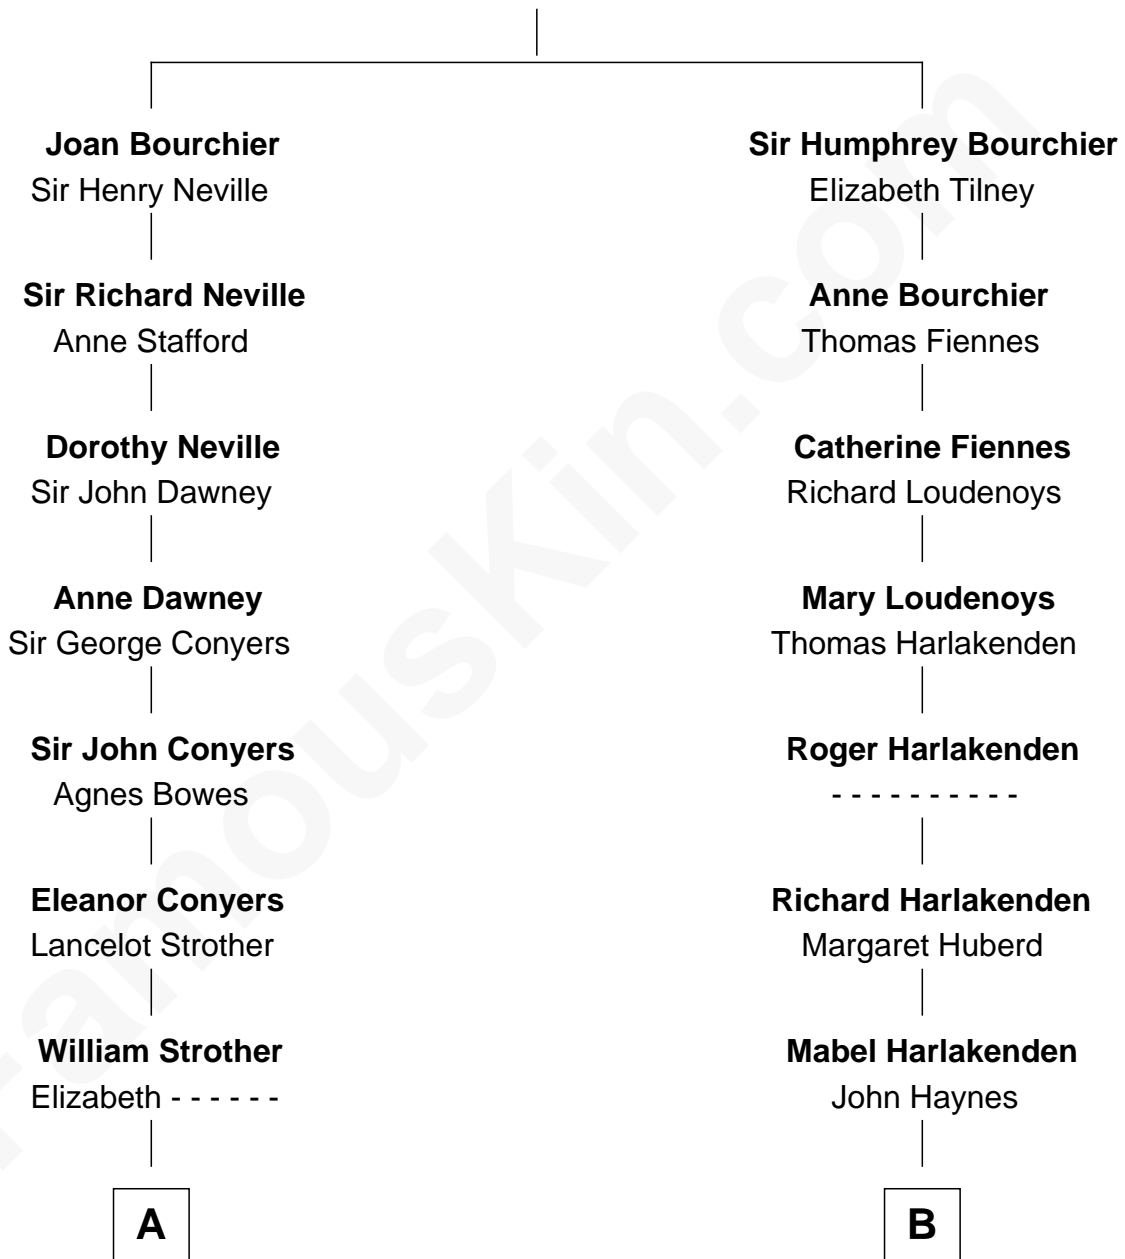 Joan Bourchier
Sir Henry Neville
Sir Richard Neville
Anne Stafford
Dorothy Neville
Sir John Dawney
Anne Dawney
Sir George Conyers
Sir John Conyers
Agnes Bowes
Eleanor Conyers
Lancelot Strother
William Strother
Elizabeth - - - - - -
A
Sir Humphrey Bourchier
Elizabeth Tilney
Anne Bourchier
Thomas Fiennes
Catherine Fiennes
Richard Loudenoys
Mary Loudenoys
Thomas Harlakenden
Roger Harlakenden
- - - - - - - - - -
Richard Harlakenden
Margaret Huberd
Mabel Harlakenden
John Haynes
B
FamousKin.com